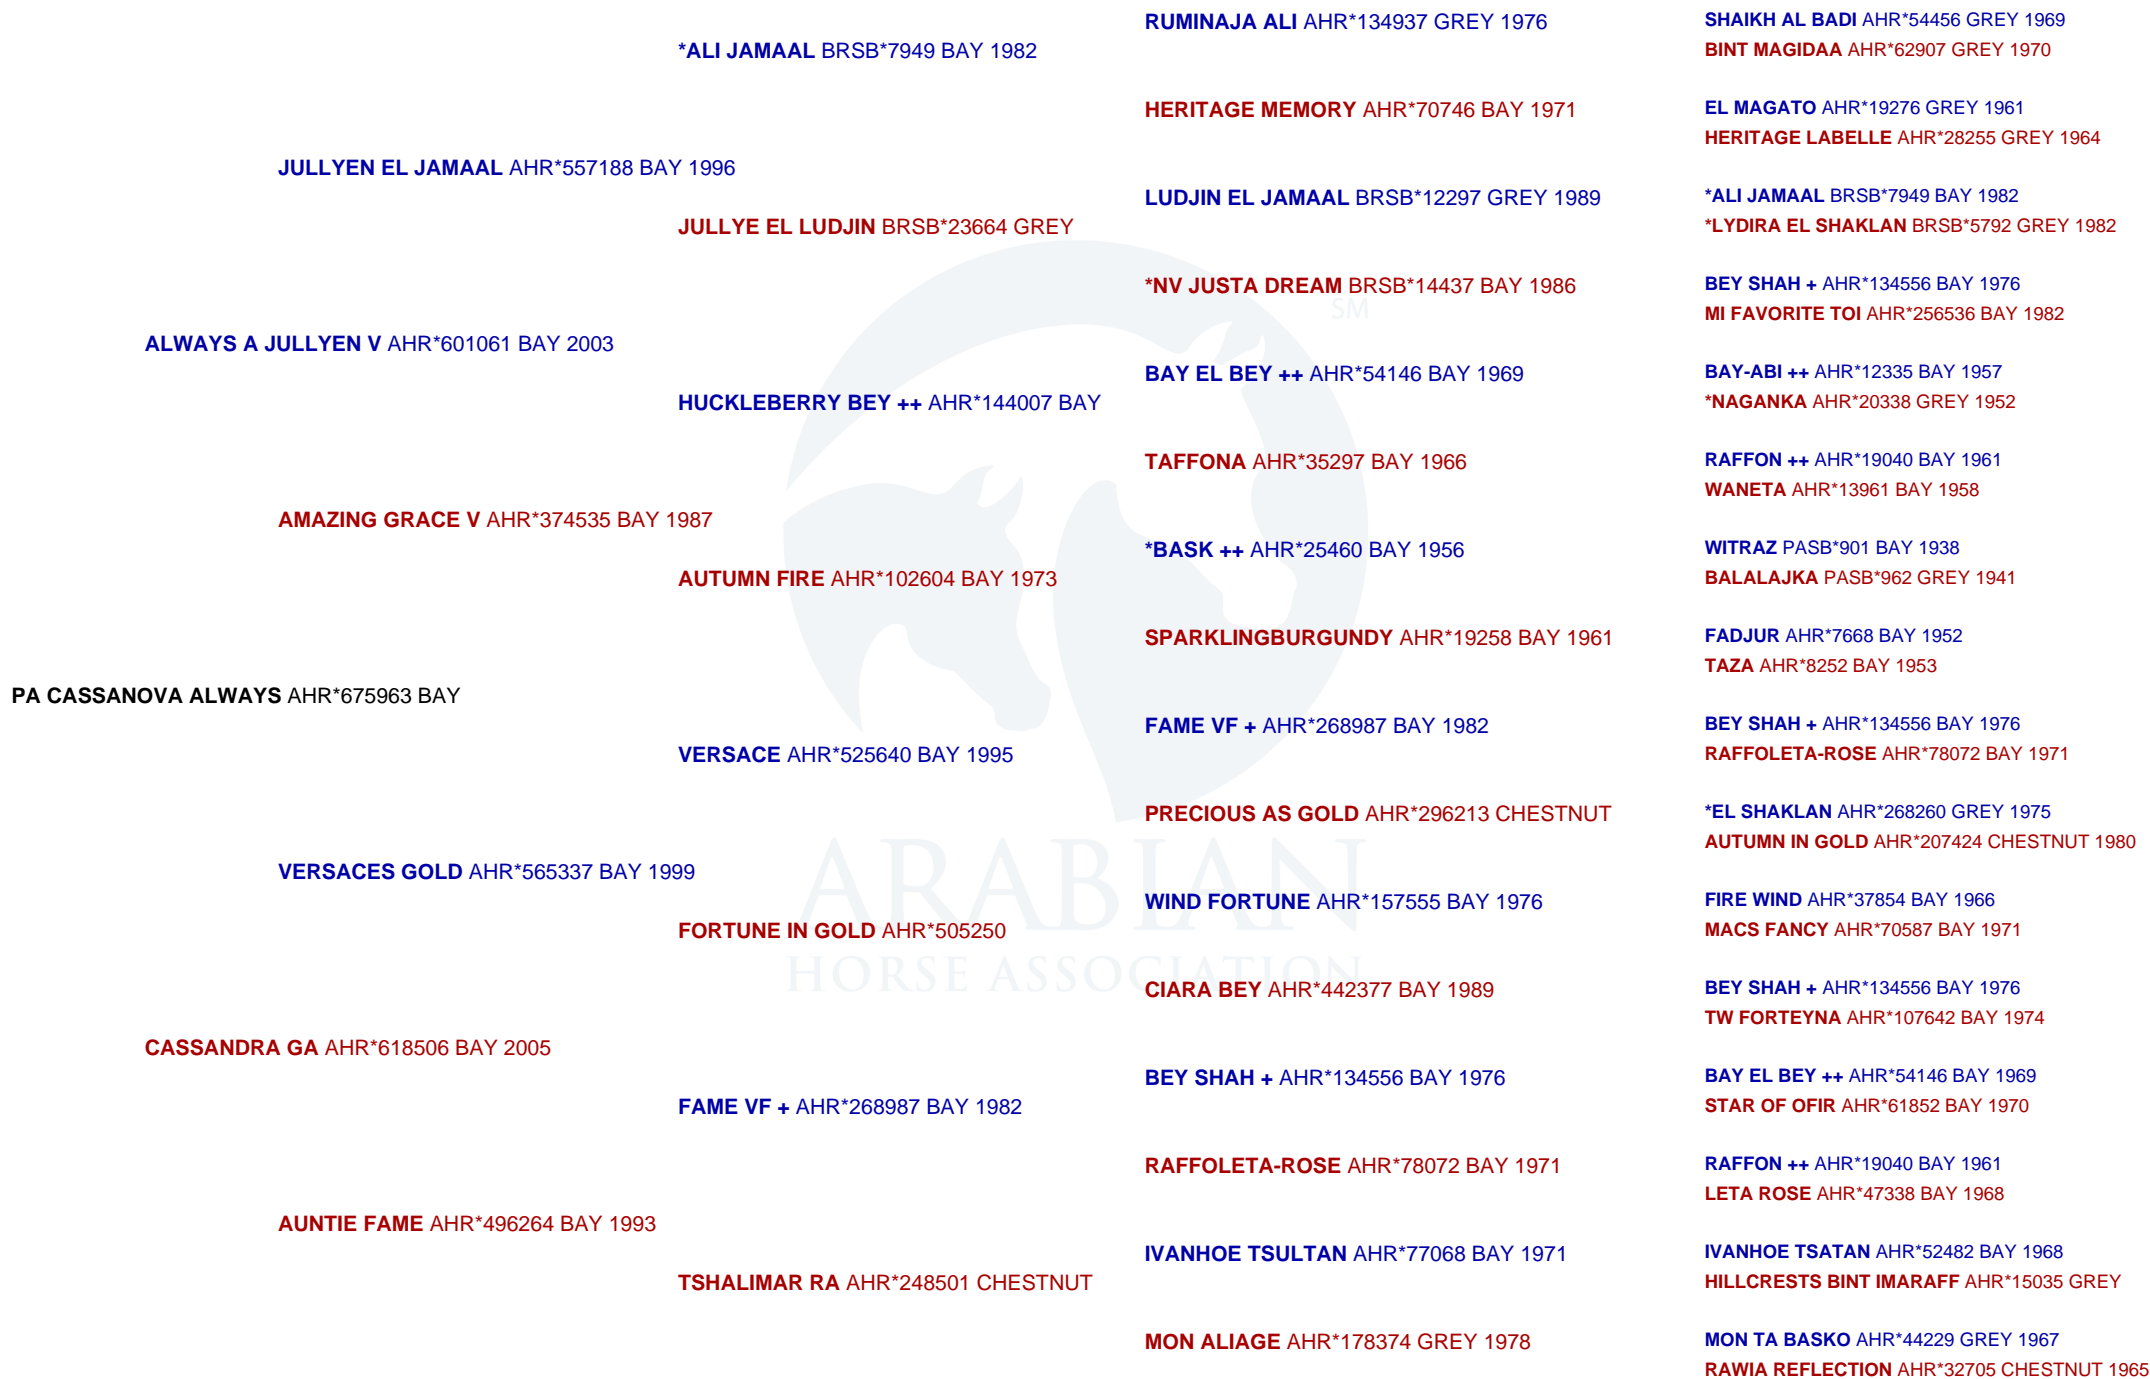 RUMINAJA ALI AHR*134937 GREY 1976
SHAIKH AL BADI AHR*54456 GREY 1969
*ALI JAMAAL BRSB*7949 BAY 1982
BINT MAGIDAA AHR*62907 GREY 1970
HERITAGE MEMORY AHR*70746 BAY 1971
EL MAGATO AHR*19276 GREY 1961
HERITAGE LABELLE AHR*28255 GREY 1964
JULLYEN EL JAMAAL AHR*557188 BAY 1996
LUDJIN EL JAMAAL BRSB*12297 GREY 1989
*ALI JAMAAL BRSB*7949 BAY 1982
JULLYE EL LUDJIN BRSB*23664 GREY
*LYDIRA EL SHAKLAN BRSB*5792 GREY 1982
*NV JUSTA DREAM BRSB*14437 BAY 1986
BEY SHAH + AHR*134556 BAY 1976
SM
MI FAVORITE TOI AHR*256536 BAY 1982
ALWAYS A JULLYEN V AHR*601061 BAY 2003
BAY EL BEY ++ AHR*54146 BAY 1969
BAY-ABI ++ AHR*12335 BAY 1957
HUCKLEBERRY BEY ++ AHR*144007 BAY
*NAGANKA AHR*20338 GREY 1952
TAFFONA AHR*35297 BAY 1966
RAFFON ++ AHR*19040 BAY 1961
WANETA AHR*13961 BAY 1958
AMAZING GRACE V AHR*374535 BAY 1987
*BASK ++ AHR*25460 BAY 1956
WITRAZ PASB*901 BAY 1938
AUTUMN FIRE AHR*102604 BAY 1973
BALALAJKA PASB*962 GREY 1941
SPARKLINGBURGUNDY AHR*19258 BAY 1961
FADJUR AHR*7668 BAY 1952
TAZA AHR*8252 BAY 1953
PA CASSANOVA ALWAYS AHR*675963 BAY
FAME VF + AHR*268987 BAY 1982
BEY SHAH + AHR*134556 BAY 1976
VERSACE AHR*525640 BAY 1995
RAFFOLETA-ROSE AHR*78072 BAY 1971
PRECIOUS AS GOLD AHR*296213 CHESTNUT
*EL SHAKLAN AHR*268260 GREY 1975
AUTUMN IN GOLD AHR*207424 CHESTNUT 1980
ARABIAN
VERSACES GOLD AHR*565337 BAY 1999
WIND FORTUNE AHR*157555 BAY 1976
FIRE WIND AHR*37854 BAY 1966
FORTUNE IN GOLD AHR*505250
MACS FANCY AHR*70587 BAY 1971
HORSE ASSOCIATION
CIARA BEY AHR*442377 BAY 1989
BEY SHAH + AHR*134556 BAY 1976
TW FORTEYNA AHR*107642 BAY 1974
CASSANDRA GA AHR*618506 BAY 2005
BEY SHAH + AHR*134556 BAY 1976
BAY EL BEY ++ AHR*54146 BAY 1969
FAME VF + AHR*268987 BAY 1982
STAR OF OFIR AHR*61852 BAY 1970
RAFFOLETA-ROSE AHR*78072 BAY 1971
RAFFON ++ AHR*19040 BAY 1961
LETA ROSE AHR*47338 BAY 1968
AUNTIE FAME AHR*496264 BAY 1993
IVANHOE TSULTAN AHR*77068 BAY 1971
IVANHOE TSATAN AHR*52482 BAY 1968
TSHALIMAR RA AHR*248501 CHESTNUT
HILLCRESTS BINT IMARAFF AHR*15035 GREY
MON ALIAGE AHR*178374 GREY 1978
MON TA BASKO AHR*44229 GREY 1967
RAWIA REFLECTION AHR*32705 CHESTNUT 1965